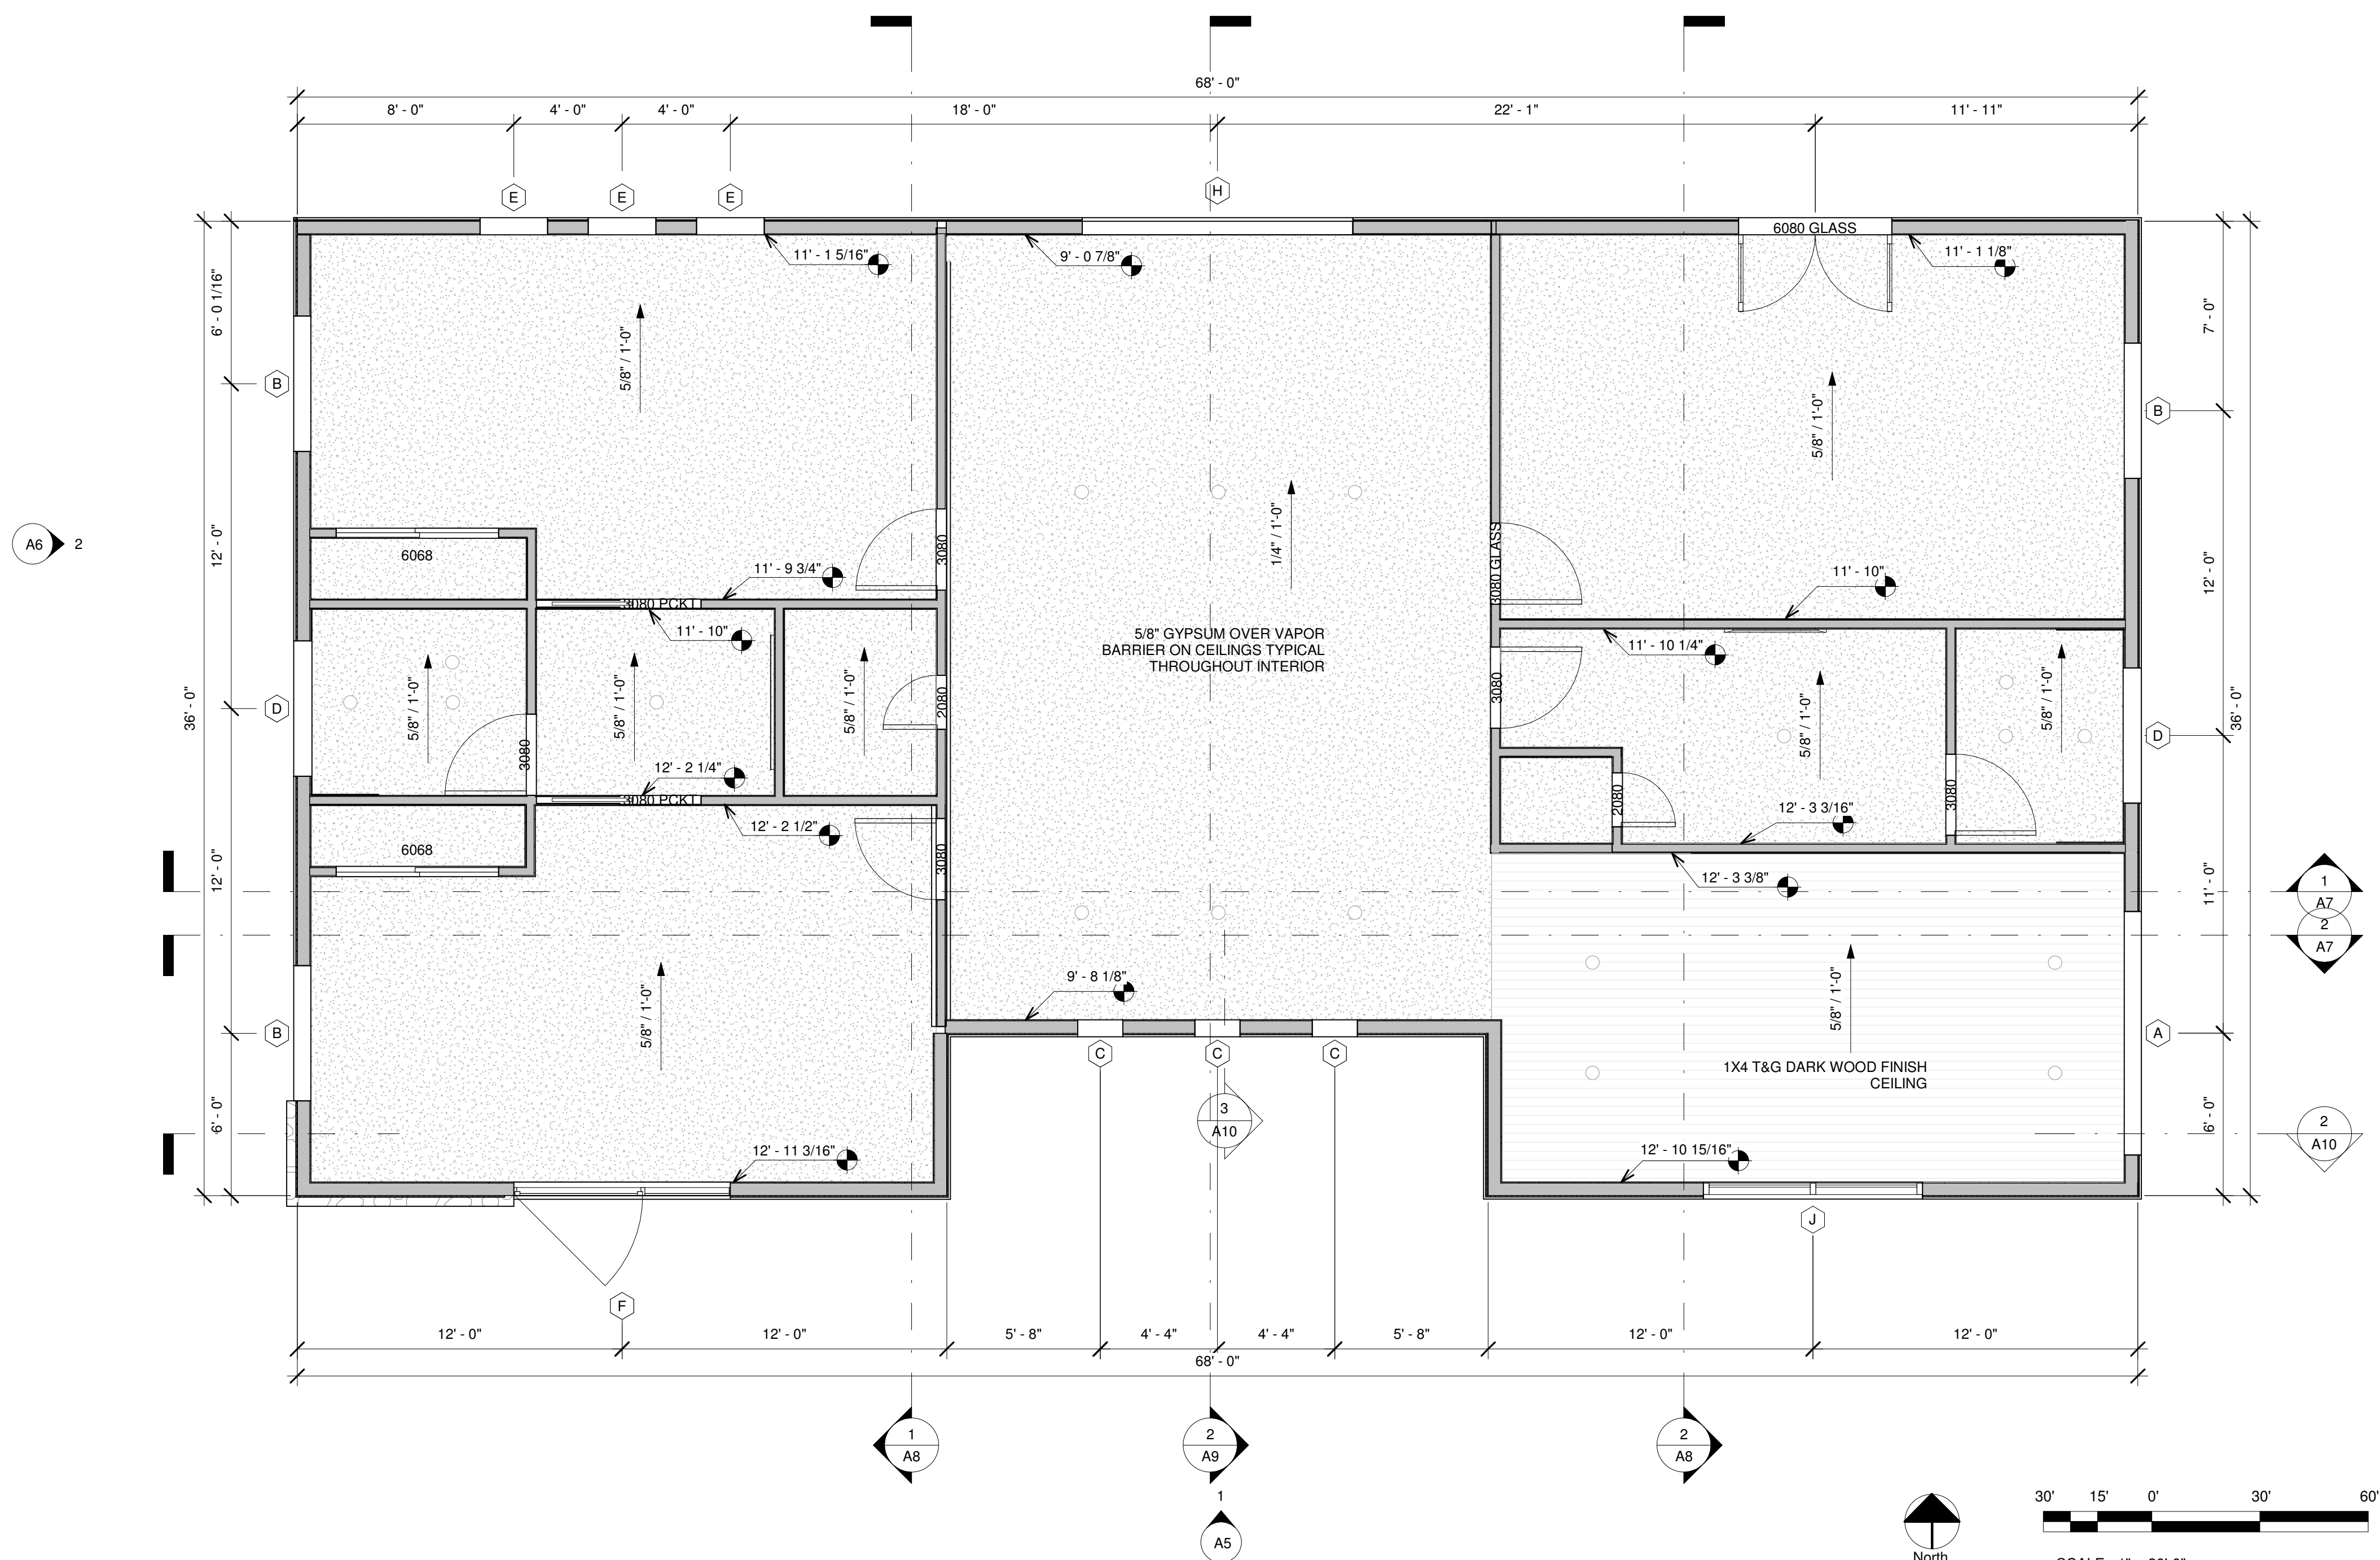 68' - 0"
8' - 0"
4' - 0"
4' - 0"
18' - 0"
22' - 1"
11' - 11"
E
E
E
H
6080 GLASS
11' - 1 5/16"
9' - 0 7/8"
11' - 1 1/8"
6' - 0 1/16"
7' - 0"
5/8" / 1'-0"
B
B
5/8" / 1'-0"
1/4" / 1'-0"
A6
2
12' - 0"
6068
3080
3080 GLASS
12' - 0"
11' - 9 3/4"
11' - 10"
3080 PCKT
11' - 10"
5/8" GYPSUM OVER VAPOR
BARRIER ON CEILINGS TYPICAL
THROUGHOUT INTERIOR
11' - 10 1/4"
36' - 0"
D
5/8" / 1'-0"
5/8" / 1'-0"
5/8" / 1'-0"
2080
3080
5/8" / 1'-0"
5/8" / 1'-0"
D
36' - 0"
3080
12' - 2 1/4"
3080 PCKT
2080
3080
12' - 3 3/16"
12' - 2 1/2"
6068
3080
12' - 0"
12' - 3 3/8"
11' - 0"
1
A7
2
A7
9' - 8 1/8"
5/8" / 1'-0"
5/8" / 1'-0"
B
C
C
C
A
1X4 T&G DARK WOOD FINISH
CEILING
6' - 0"
3
A10
6' - 0"
2
A10
12' - 11 3/16"
12' - 10 15/16"
J
F
12' - 0"
12' - 0"
5' - 8"
4' - 4"
4' - 4"
5' - 8"
12' - 0"
12' - 0"
68' - 0"
1
A8
2
A9
2
A8
1
A5
30'
15'
0'
30'
60'
North